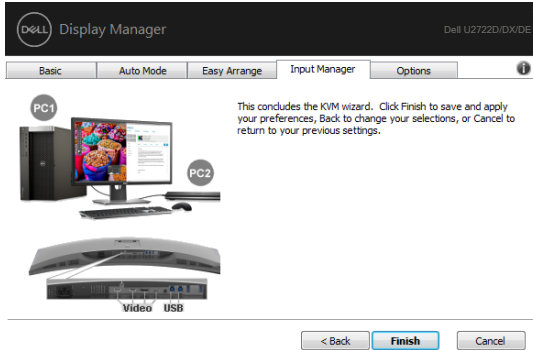 DELL Display Manager
Dell U2722D/DX/DE
Basic
Auto Mode
Easy Arrange
Input Manager
Options
PC1
PC2
Video USB
This concludes the KVM wizard. Click Finish to save and apply
your preferences, Back to change your selections, or Cancel to
return to your previous settings.
< Back
Finish
Cancel